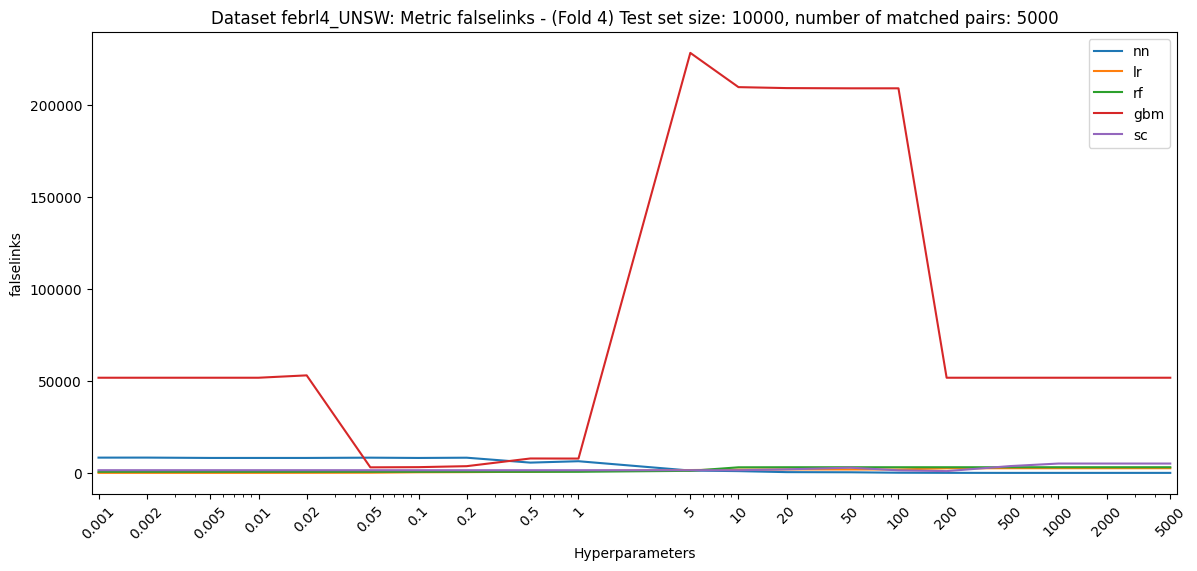 Dataset febrl4_UNSW: Metric falselinks - (Fold 4) Test set size: 10000, number of matched pairs: 5000
nn
lr
rf
gbm
sc
falselinks
200000
150000
100000
50000
0
0.001 0.002 0.005 0.01 0.02 0.05 0.1 0.2 0.5 1 5 10 20 50 100 200 500 1000 2000 5000
Hyperparameters